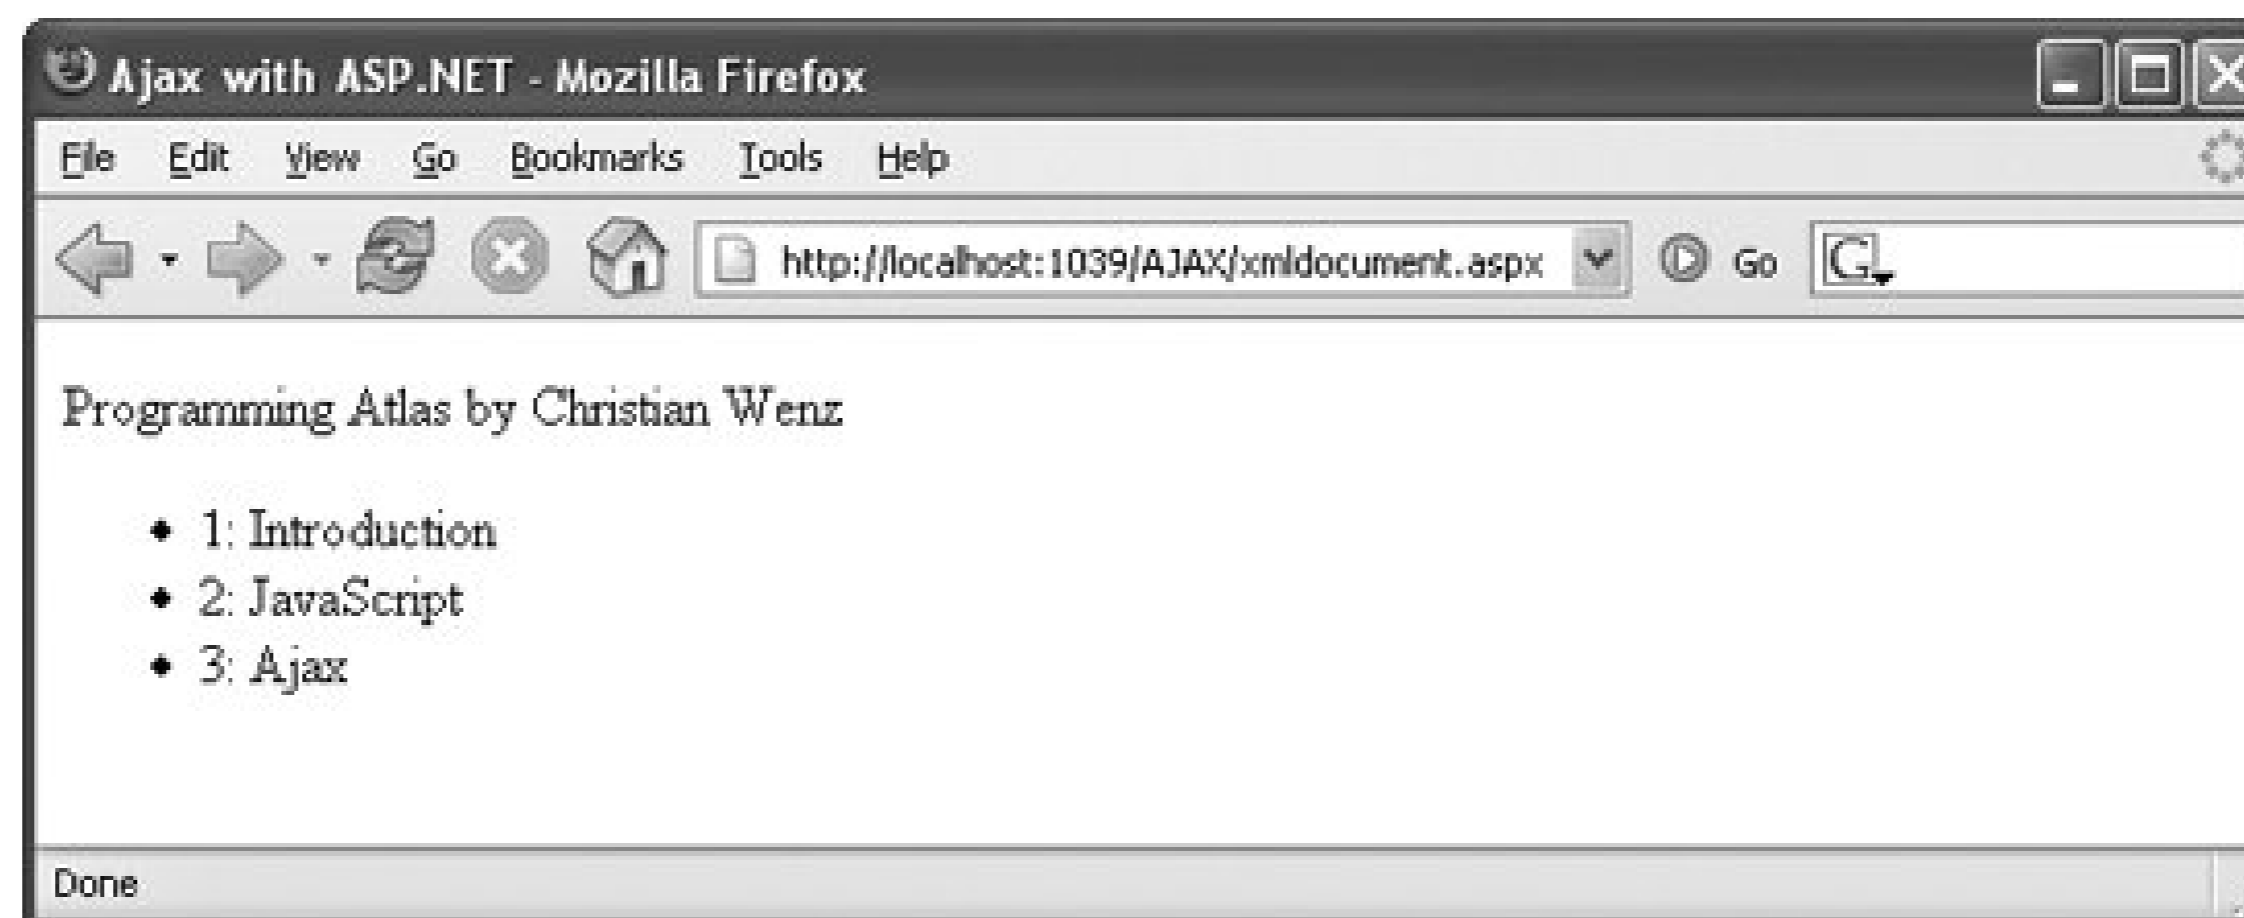 Ajax with ASP.NET - Mozilla Firefox
File Edit View Go Bookmarks Tools Help
http://localhost:1039/AJAX/xmldocument.aspx Go G
Programming Atlas by Christian Wenz
• 1: Introduction
• 2: JavaScript
• 3: Ajax
Done